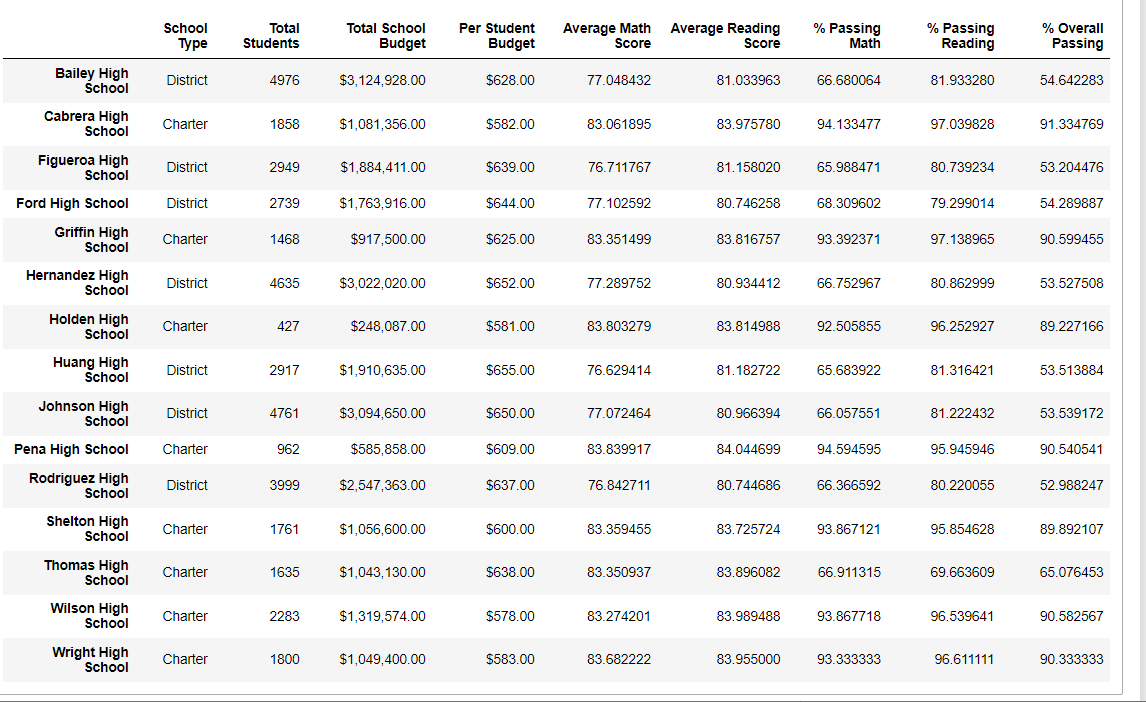 School Type Total Students Total School Budget Per Student Budget Average Math Score Average Reading Score % Passing Math % Passing Reading % Overall Passing
Bailey High School District 4976 $3,124,928.00 $628.00 77.048432 81.033963 66.680064 81.933280 54.642283
Cabrera High School Charter 1858 $1,081,356.00 $582.00 83.061895 83.975780 94.133477 97.039828 91.334769
Figueroa High School District 2949 $1,884,411.00 $639.00 76.711767 81.158020 65.988471 80.739234 53.204476
Ford High School District 2739 $1,763,916.00 $644.00 77.102592 80.746258 68.309602 79.299014 54.289887
Griffin High School Charter 1468 $917,500.00 $625.00 83.351499 83.816757 93.392371 97.138965 90.599455
Hernandez High School District 4635 $3,022,020.00 $652.00 77.289752 80.934412 66.752967 80.862999 53.527508
Holden High School Charter 427 $248,087.00 $581.00 83.803279 83.814988 92.505855 96.252927 89.227166
Huang High School District 2917 $1,910,635.00 $655.00 76.629414 81.182722 65.683922 81.316421 53.513884
Johnson High School District 4761 $3,094,650.00 $650.00 77.072464 80.966394 66.057551 81.222432 53.539172
Pena High School Charter 962 $585,858.00 $609.00 83.839917 84.044699 94.594595 95.945946 90.540541
Rodriguez High School District 3999 $2,547,363.00 $637.00 76.842711 80.744686 66.366592 80.220055 52.988247
Shelton High School Charter 1761 $1,056,600.00 $600.00 83.359455 83.725724 93.867121 95.854628 89.892107
Thomas High School Charter 1635 $1,043,130.00 $638.00 83.350937 83.896082 66.911315 69.663609 65.076453
Wilson High School Charter 2283 $1,319,574.00 $578.00 83.274201 83.989488 93.867718 96.539641 90.582567
Wright High School Charter 1800 $1,049,400.00 $583.00 83.682222 83.955000 93.333333 96.611111 90.333333